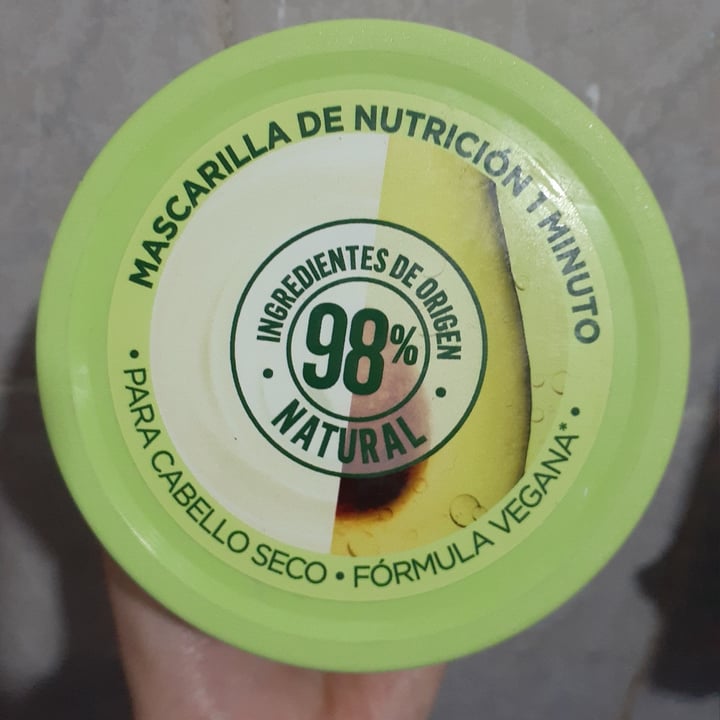 MASCARILLA DE NUTRICIÓN 1 MINUTO
INGREDIENTES DE ORIGEN
98%
• NATURAL •
• PARA CABELLO SECO • FÓRMULA VEGANA* •